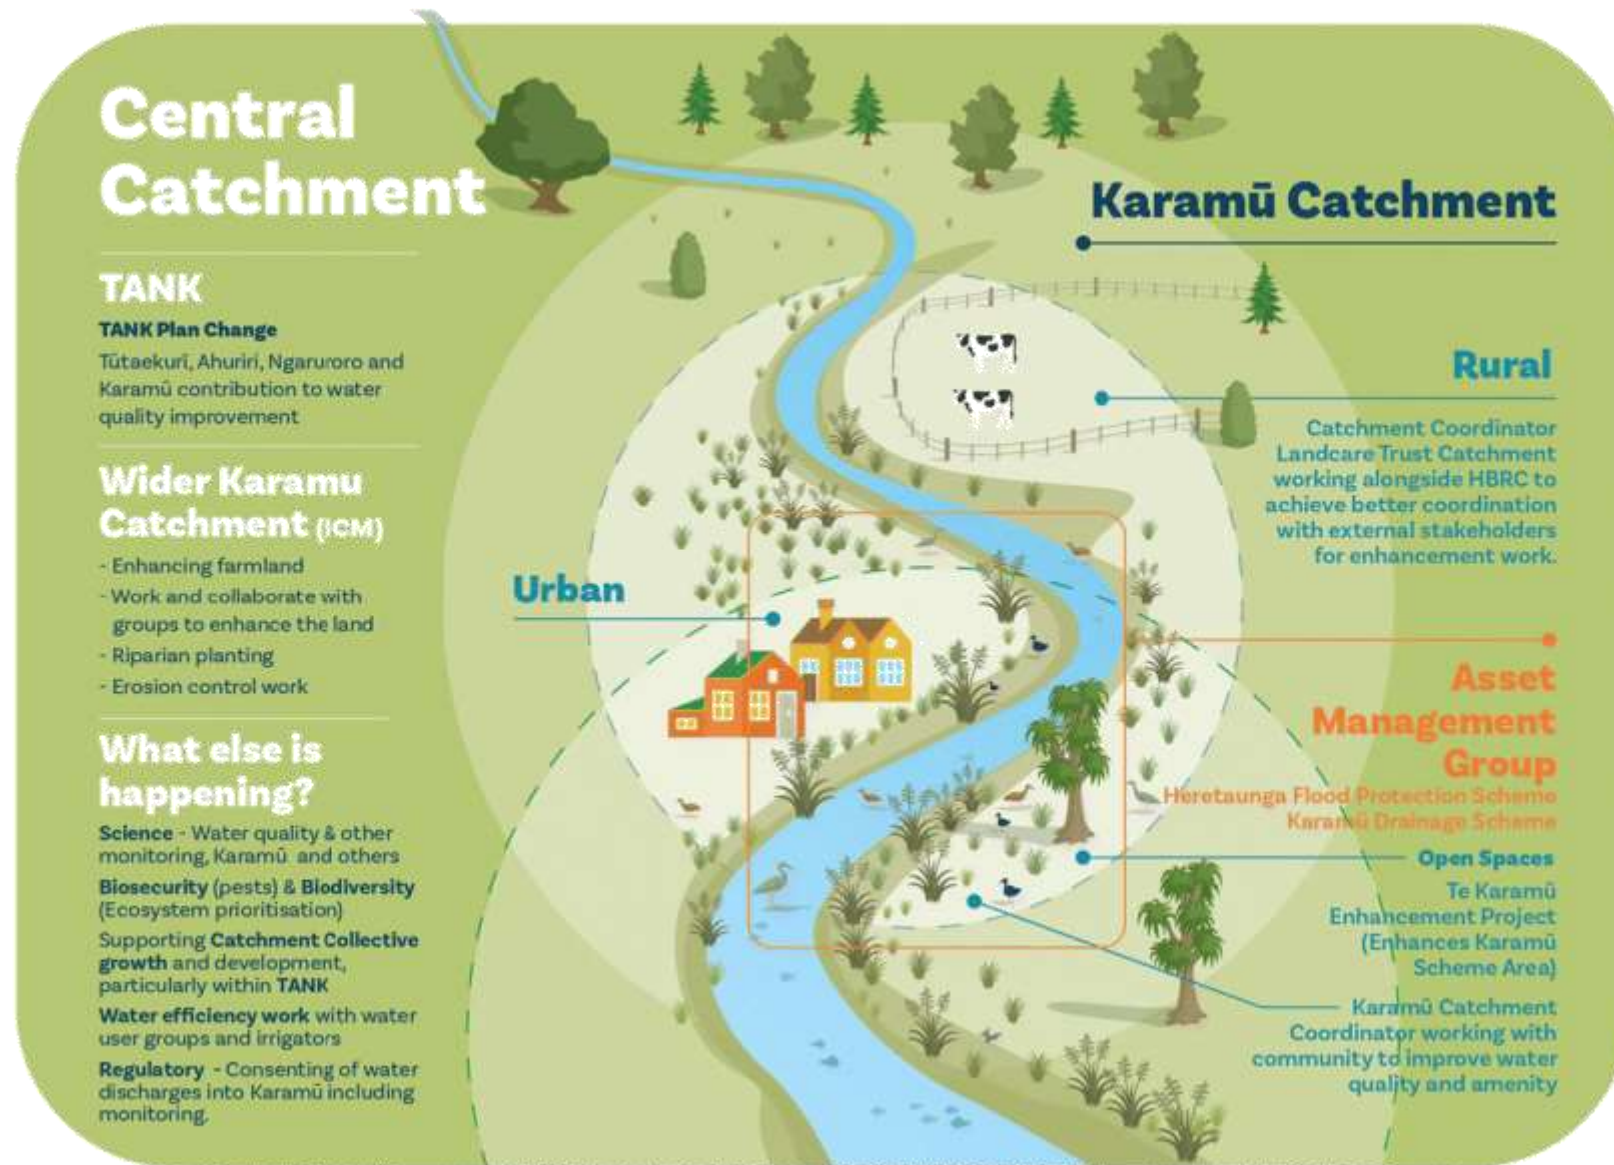 Central
Catchment
TANK
TANK Plan Change
Tūtaekurī, Ahuriri, Ngaruroro and
Karamū contribution to water
quality improvement
Wider Karamu
Catchment (ICM)
- Enhancing farmland
- Work and collaborate with
groups to enhance the land
- Riparian planting
- Erosion control work
What else is
happening?
Science - Water quality & other
monitoring, Karamū and others
Biosecurity (pests) & Biodiversity
(Ecosystem prioritisation)
Supporting Catchment Collective
growth and development,
particularly within TANK
Water efficiency work with water
user groups and irrigators
Regulatory - Consenting of water
discharges into Karamū including
monitoring.
Urban
Karamū Catchment
Rural
Catchment Coordinator
Landcare Trust Catchment
working alongside HBRC to
achieve better coordination
with external stakeholders
for enhancement work.
Asset
Management
Group
Heretaunga Flood Protection Scheme
Karamū Drainage Scheme
Open Spaces
Te Karamū
Enhancement Project
(Enhances Karamū
Scheme Area)
Karamū Catchment
Coordinator working with
community to improve water
quality and amenity